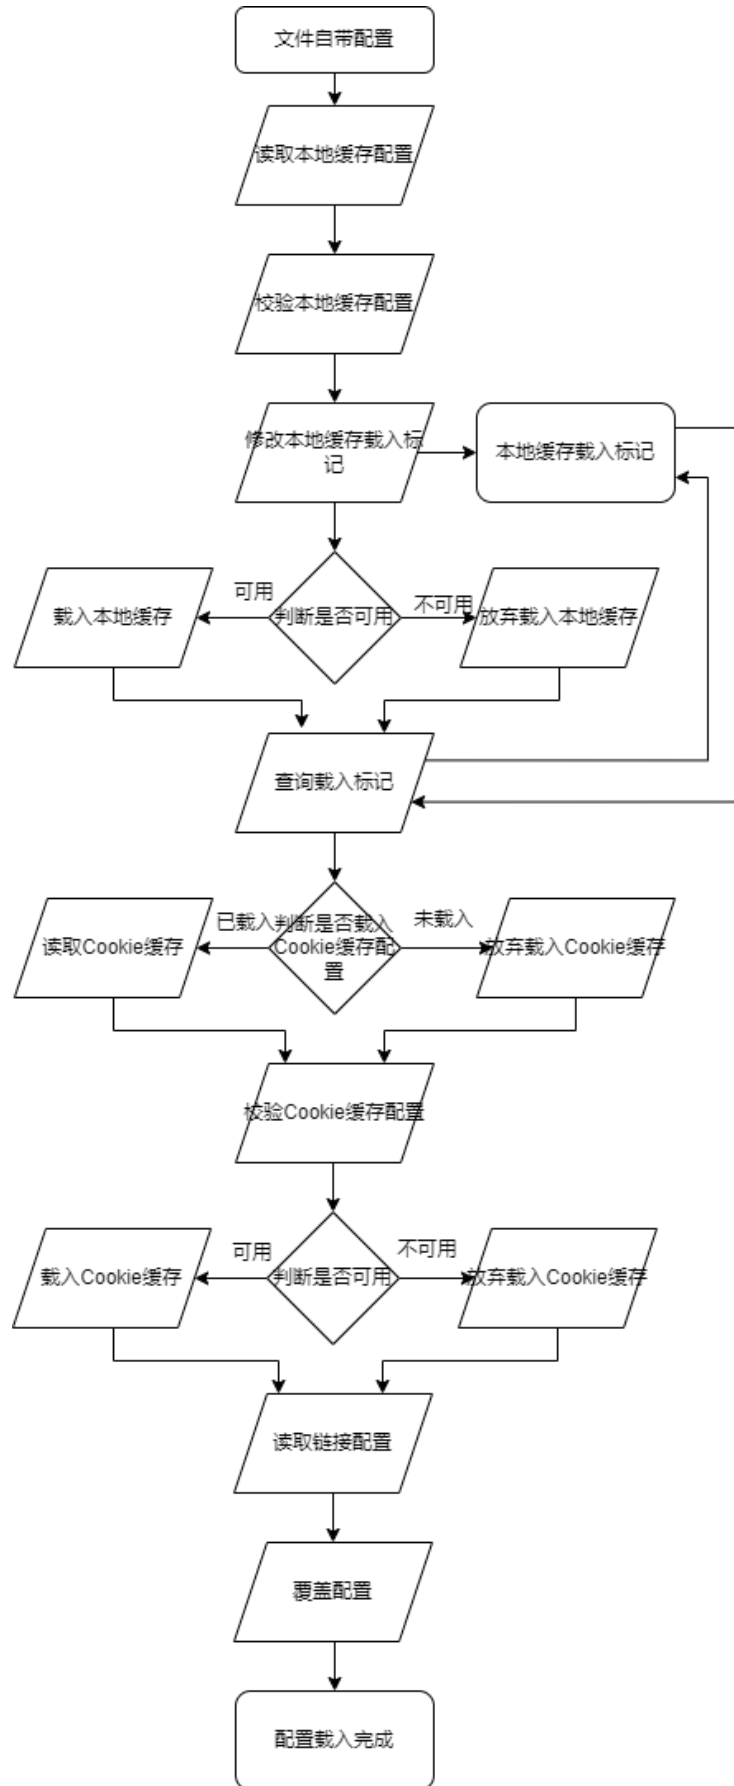 文件自带配置
读取本地缓存配置
校验本地缓存配置
修改本地缓存载入标
记
本地缓存载入标记
可用
判断是否可用
不可用
载入本地缓存
放弃载入本地缓存
查询载入标记
已载入
判断是否载入
Cookie缓存配
置
未载入
读取Cookie缓存
放弃载入Cookie缓存
校验Cookie缓存配置
可用
判断是否可用
不可用
载入Cookie缓存
放弃载入Cookie缓存
读取链接配置
覆盖配置
配置载入完成